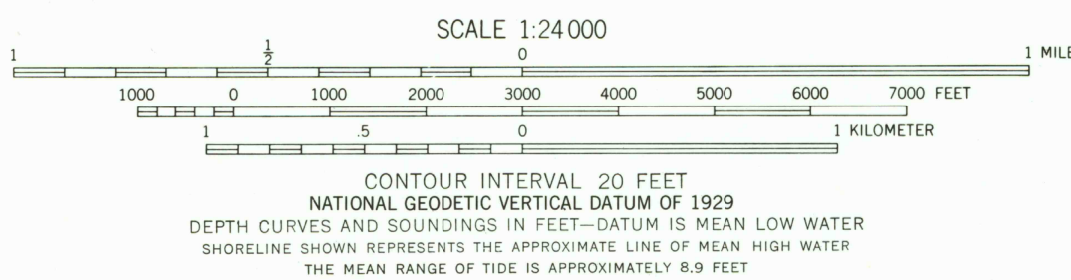 SCALE 1:24 000
1 1/2 0 1 MILE
1000 0 1000 2000 3000 4000 5000 6000 7000 FEET
1 .5 0 1 KILOMETER
CONTOUR INTERVAL 20 FEET
NATIONAL GEODETIC VERTICAL DATUM OF 1929
DEPTH CURVES AND SOUNDINGS IN FEET—DATUM IS MEAN LOW WATER
SHORELINE SHOWN REPRESENTS THE APPROXIMATE LINE OF MEAN HIGH WATER
THE MEAN RANGE OF TIDE IS APPROXIMATELY 8.9 FEET